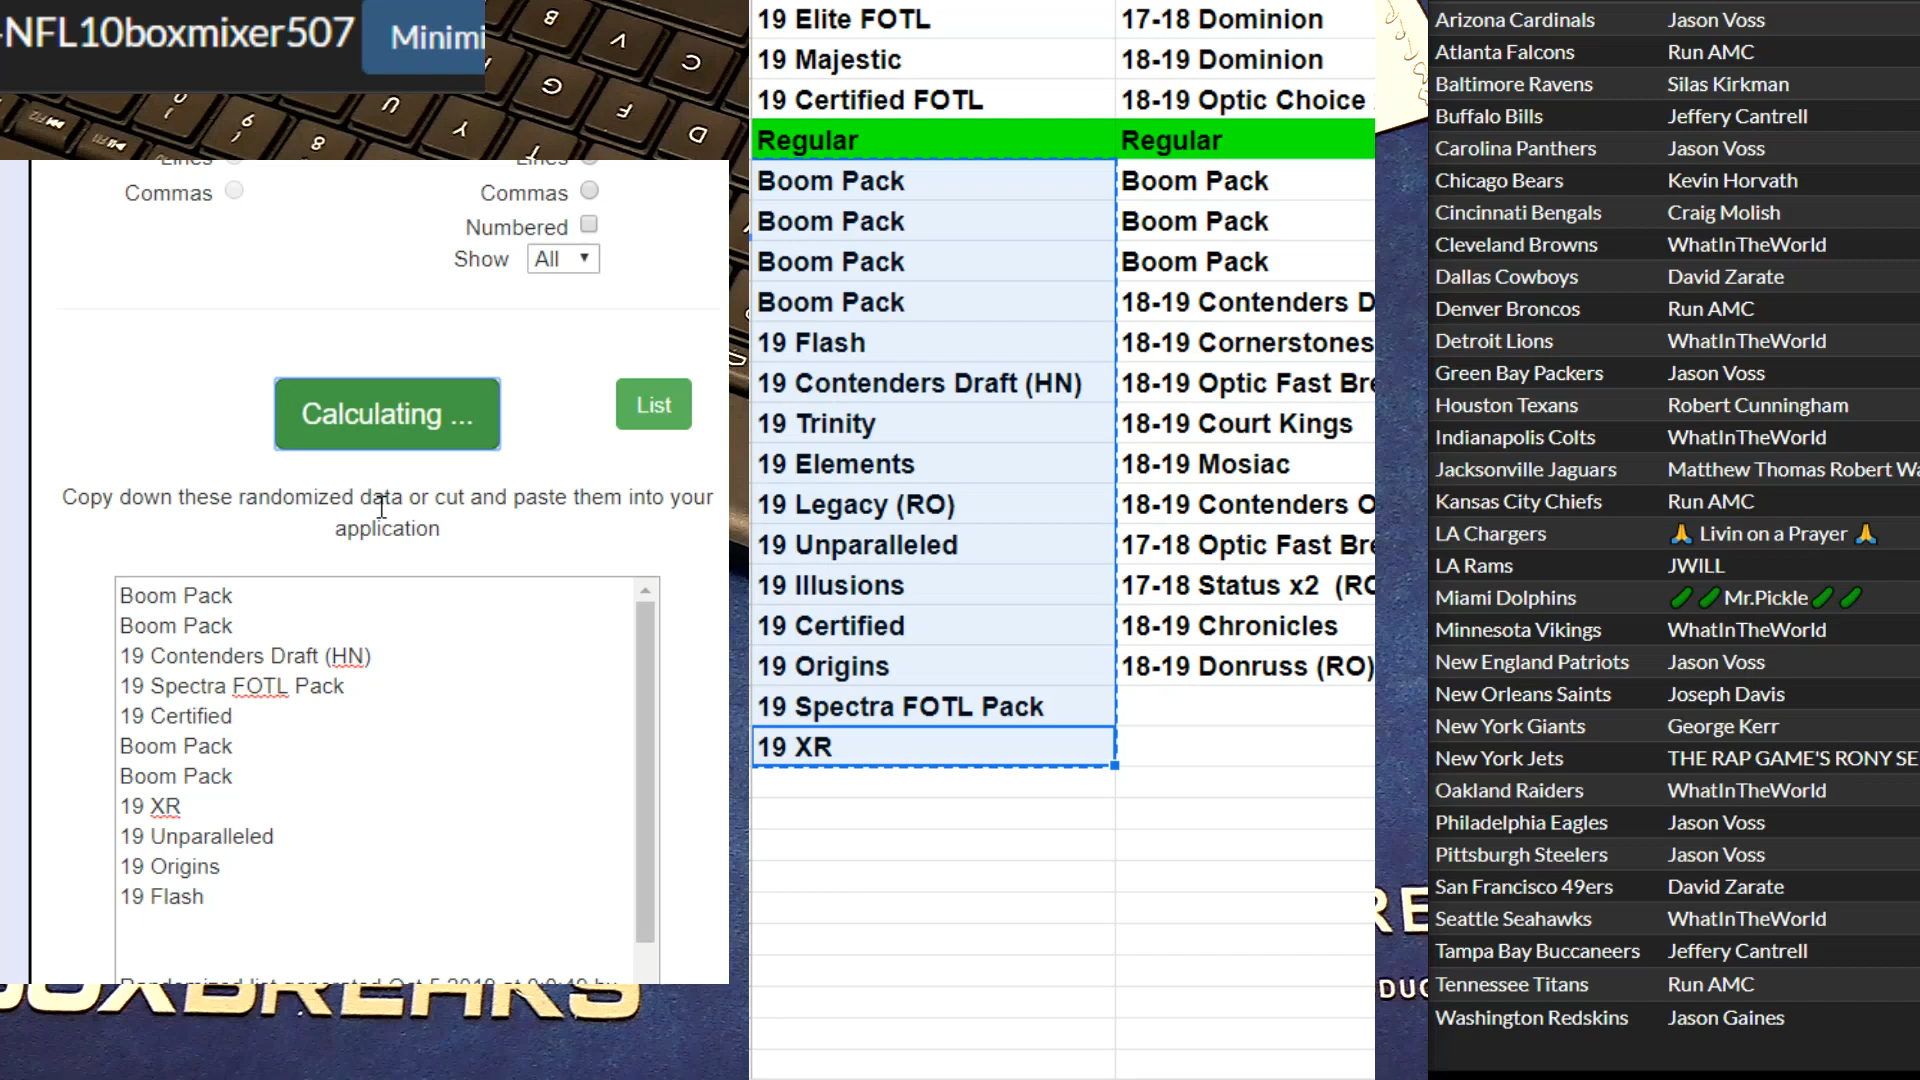 -NFL10boxmixer507
Minimi
Lines
Lines
Commas
Commas
Numbered
Show All
Calculating ...
List
Copy down these randomized data or cut and paste them into your
application
Boom Pack
Boom Pack
19 Contenders Draft (HN)
19 Spectra FOTL Pack
19 Certified
Boom Pack
Boom Pack
19 XR
19 Unparalleled
19 Origins
19 Flash
OXBREAKS
19 Elite FOTL
17-18 Dominion
19 Majestic
18-19 Dominion
19 Certified FOTL
18-19 Optic Choice
Regular
Regular
Boom Pack
Boom Pack
Boom Pack
Boom Pack
Boom Pack
Boom Pack
Boom Pack
18-19 Contenders D
19 Flash
18-19 Cornerstones
19 Contenders Draft (HN)
18-19 Optic Fast Bre
19 Trinity
18-19 Court Kings
19 Elements
18-19 Mosiac
19 Legacy (RO)
18-19 Contenders O
19 Unparalleled
17-18 Optic Fast Bre
19 Illusions
17-18 Status x2 (RO
19 Certified
18-19 Chronicles
19 Origins
18-19 Donruss (RO)
19 Spectra FOTL Pack
19 XR
RE
DUC
Arizona Cardinals Jason Voss
Atlanta Falcons Run AMC
Baltimore Ravens Silas Kirkman
Buffalo Bills Jeffery Cantrell
Carolina Panthers Jason Voss
Chicago Bears Kevin Horvath
Cincinnati Bengals Craig Molish
Cleveland Browns WhatInTheWorld
Dallas Cowboys David Zarate
Denver Broncos Run AMC
Detroit Lions WhatInTheWorld
Green Bay Packers Jason Voss
Houston Texans Robert Cunningham
Indianapolis Colts WhatInTheWorld
Jacksonville Jaguars Matthew Thomas Robert Wa
Kansas City Chiefs Run AMC
LA Chargers 🙏 Livin on a Prayer 🙏
LA Rams JWILL
Miami Dolphins 🥒🥒Mr.Pickle🥒🥒
Minnesota Vikings WhatInTheWorld
New England Patriots Jason Voss
New Orleans Saints Joseph Davis
New York Giants George Kerr
New York Jets THE RAP GAME'S RONY SE
Oakland Raiders WhatInTheWorld
Philadelphia Eagles Jason Voss
Pittsburgh Steelers Jason Voss
San Francisco 49ers David Zarate
Seattle Seahawks WhatInTheWorld
Tampa Bay Buccaneers Jeffery Cantrell
Tennessee Titans Run AMC
Washington Redskins Jason Gaines